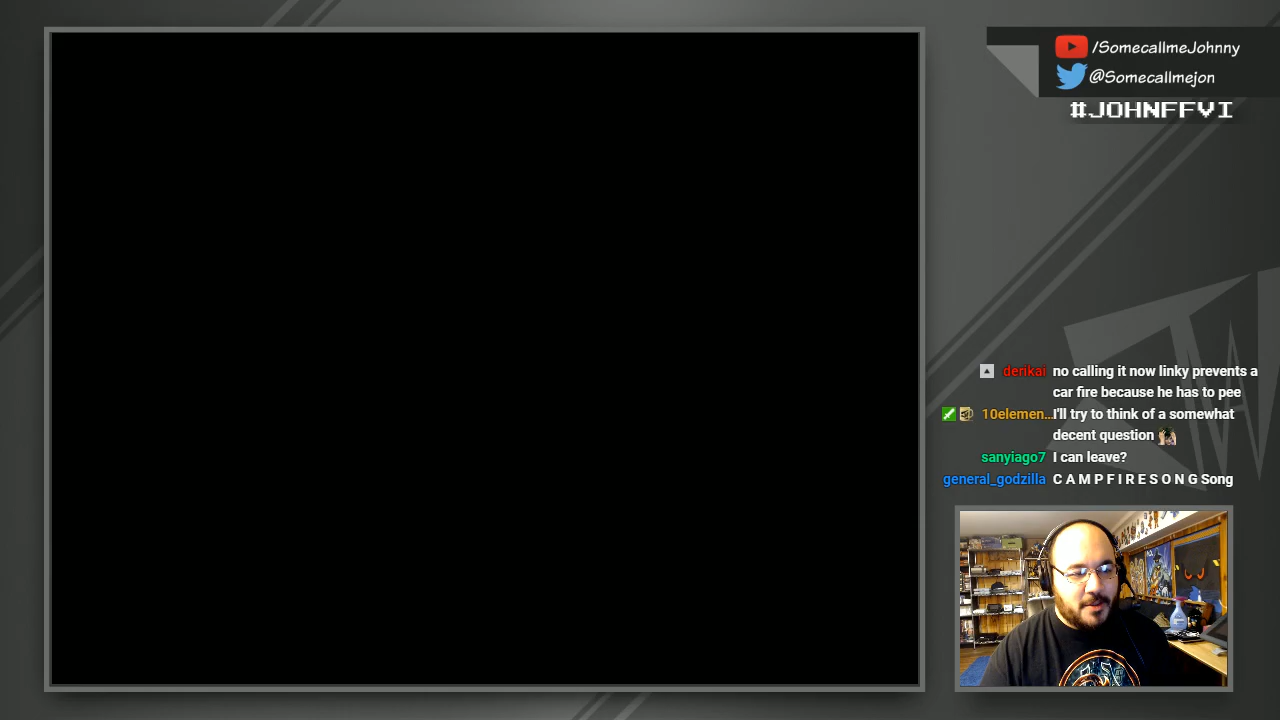 /SomecallmeJohnny
@Somecallmejon
#JOHNFFVI
derikai no calling it now linky prevents a
car fire because he has to pee
10elemen... I'll try to think of a somewhat
decent question
sanyiago7 I can leave?
general_godzilla C A M P F I R E S O N G Song